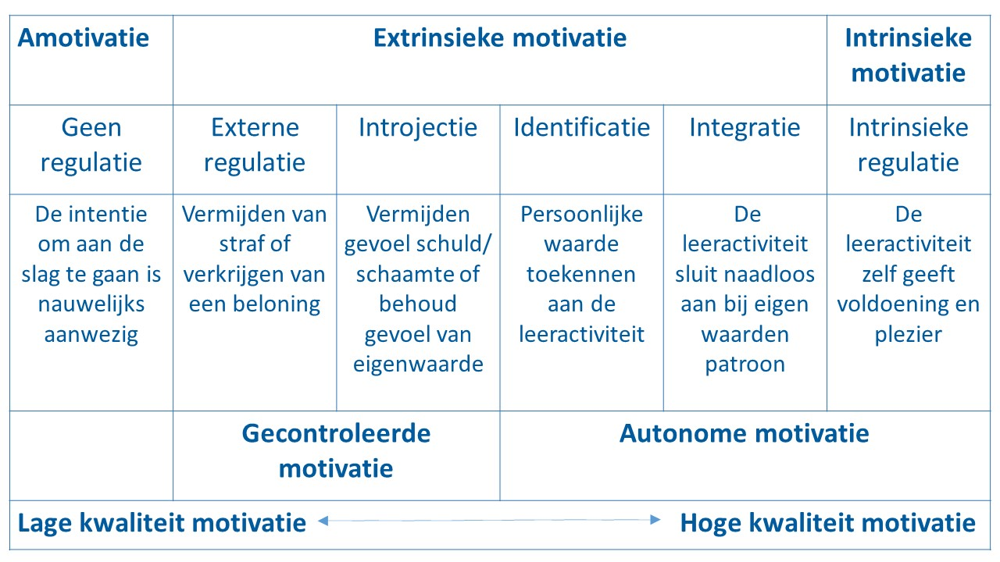 Amotivatie
Extrinsieke motivatie
Intrinsieke
motivatie
Geen
regulatie
Externe
regulatie
Introjectie
Identificatie
Integratie
Intrinsieke
regulatie
De intentie
om aan de
slag te gaan is
nauwelijks
aanwezig
Vermijden van
straf of
verkrijgen van
een beloning
Vermijden
gevoel schuld/
schaamte of
behoud
gevoel van
eigenwaarde
Persoonlijke
waarde
toekennen
aan de
leeractiviteit
De
leeractiviteit
sluit naadloos
aan bij eigen
waarden
patroon
De
leeractiviteit
zelf geeft
voldoening en
plezier
Gecontroleerde
motivatie
Autonome motivatie
Lage kwaliteit motivatie
Hoge kwaliteit motivatie